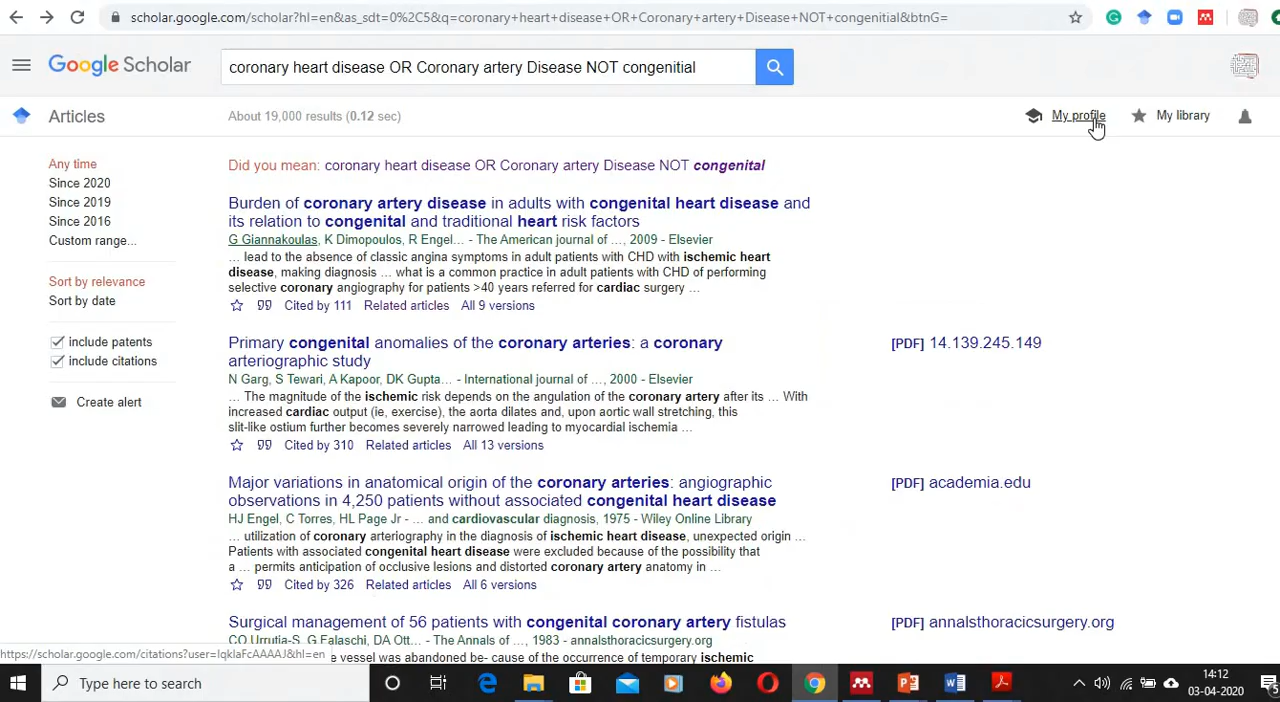 scholar.google.com/scholar?hl=en&as_sdt=0%2C5&q=coronary+heart+disease+OR+Coronary+artery+Disease+NOT+congenitial&btnG=
Google Scholar
coronary heart disease OR Coronary artery Disease NOT congenitial
Articles
About 19,000 results (0.12 sec)
My profile
My library
Any time
Since 2020
Since 2019
Since 2016
Custom range...
Sort by relevance
Sort by date
include patents
include citations
Create alert
Did you mean: coronary heart disease OR Coronary artery Disease NOT congenital
Burden of coronary artery disease in adults with congenital heart disease and
its relation to congenital and traditional heart risk factors
G Giannakoulas, K Dimopoulos, R Engel... - The American journal of ..., 2009 - Elsevier
... lead to the absence of classic angina symptoms in adult patients with CHD with ischemic heart
disease, making diagnosis ... what is a common practice in adult patients with CHD of performing
selective coronary angiography for patients >40 years referred for cardiac surgery ...
Cited by 111 Related articles All 9 versions
Primary congenital anomalies of the coronary arteries: a coronary
arteriographic study
[PDF] 14.139.245.149
N Garg, S Tewari, A Kapoor, DK Gupta... - International journal of ..., 2000 - Elsevier
... The magnitude of the ischemic risk depends on the angulation of the coronary artery after its ... With
increased cardiac output (ie, exercise), the aorta dilates and, upon aortic wall stretching, this
slit-like ostium further becomes severely narrowed leading to myocardial ischemia ...
Cited by 310 Related articles All 13 versions
Major variations in anatomical origin of the coronary arteries: angiographic
observations in 4,250 patients without associated congenital heart disease
[PDF] academia.edu
HJ Engel, C Torres, HL Page Jr - ... and cardiovascular diagnosis, 1975 - Wiley Online Library
... utilization of coronary arteriography in the diagnosis of ischemic heart disease, unexpected origin ...
Patients with associated congenital heart disease were excluded because of the possibility that
a ... permits anticipation of occlusive lesions and distorted coronary artery anatomy in ...
Cited by 326 Related articles All 6 versions
Surgical management of 56 patients with congenital coronary artery fistulas
[PDF] annalsthoracicsurgery.org
CO Urrutia-S, G Falaschi, DA Ott... - The Annals of ..., 1983 - annalsthoracicsurgery.org
e vessel was abandoned be- cause of the occurrence of temporary ischemic
https://scholar.google.com/citations?user=IqklaFcAAAAJ&hl=en
Type here to search
14:12
03-04-2020